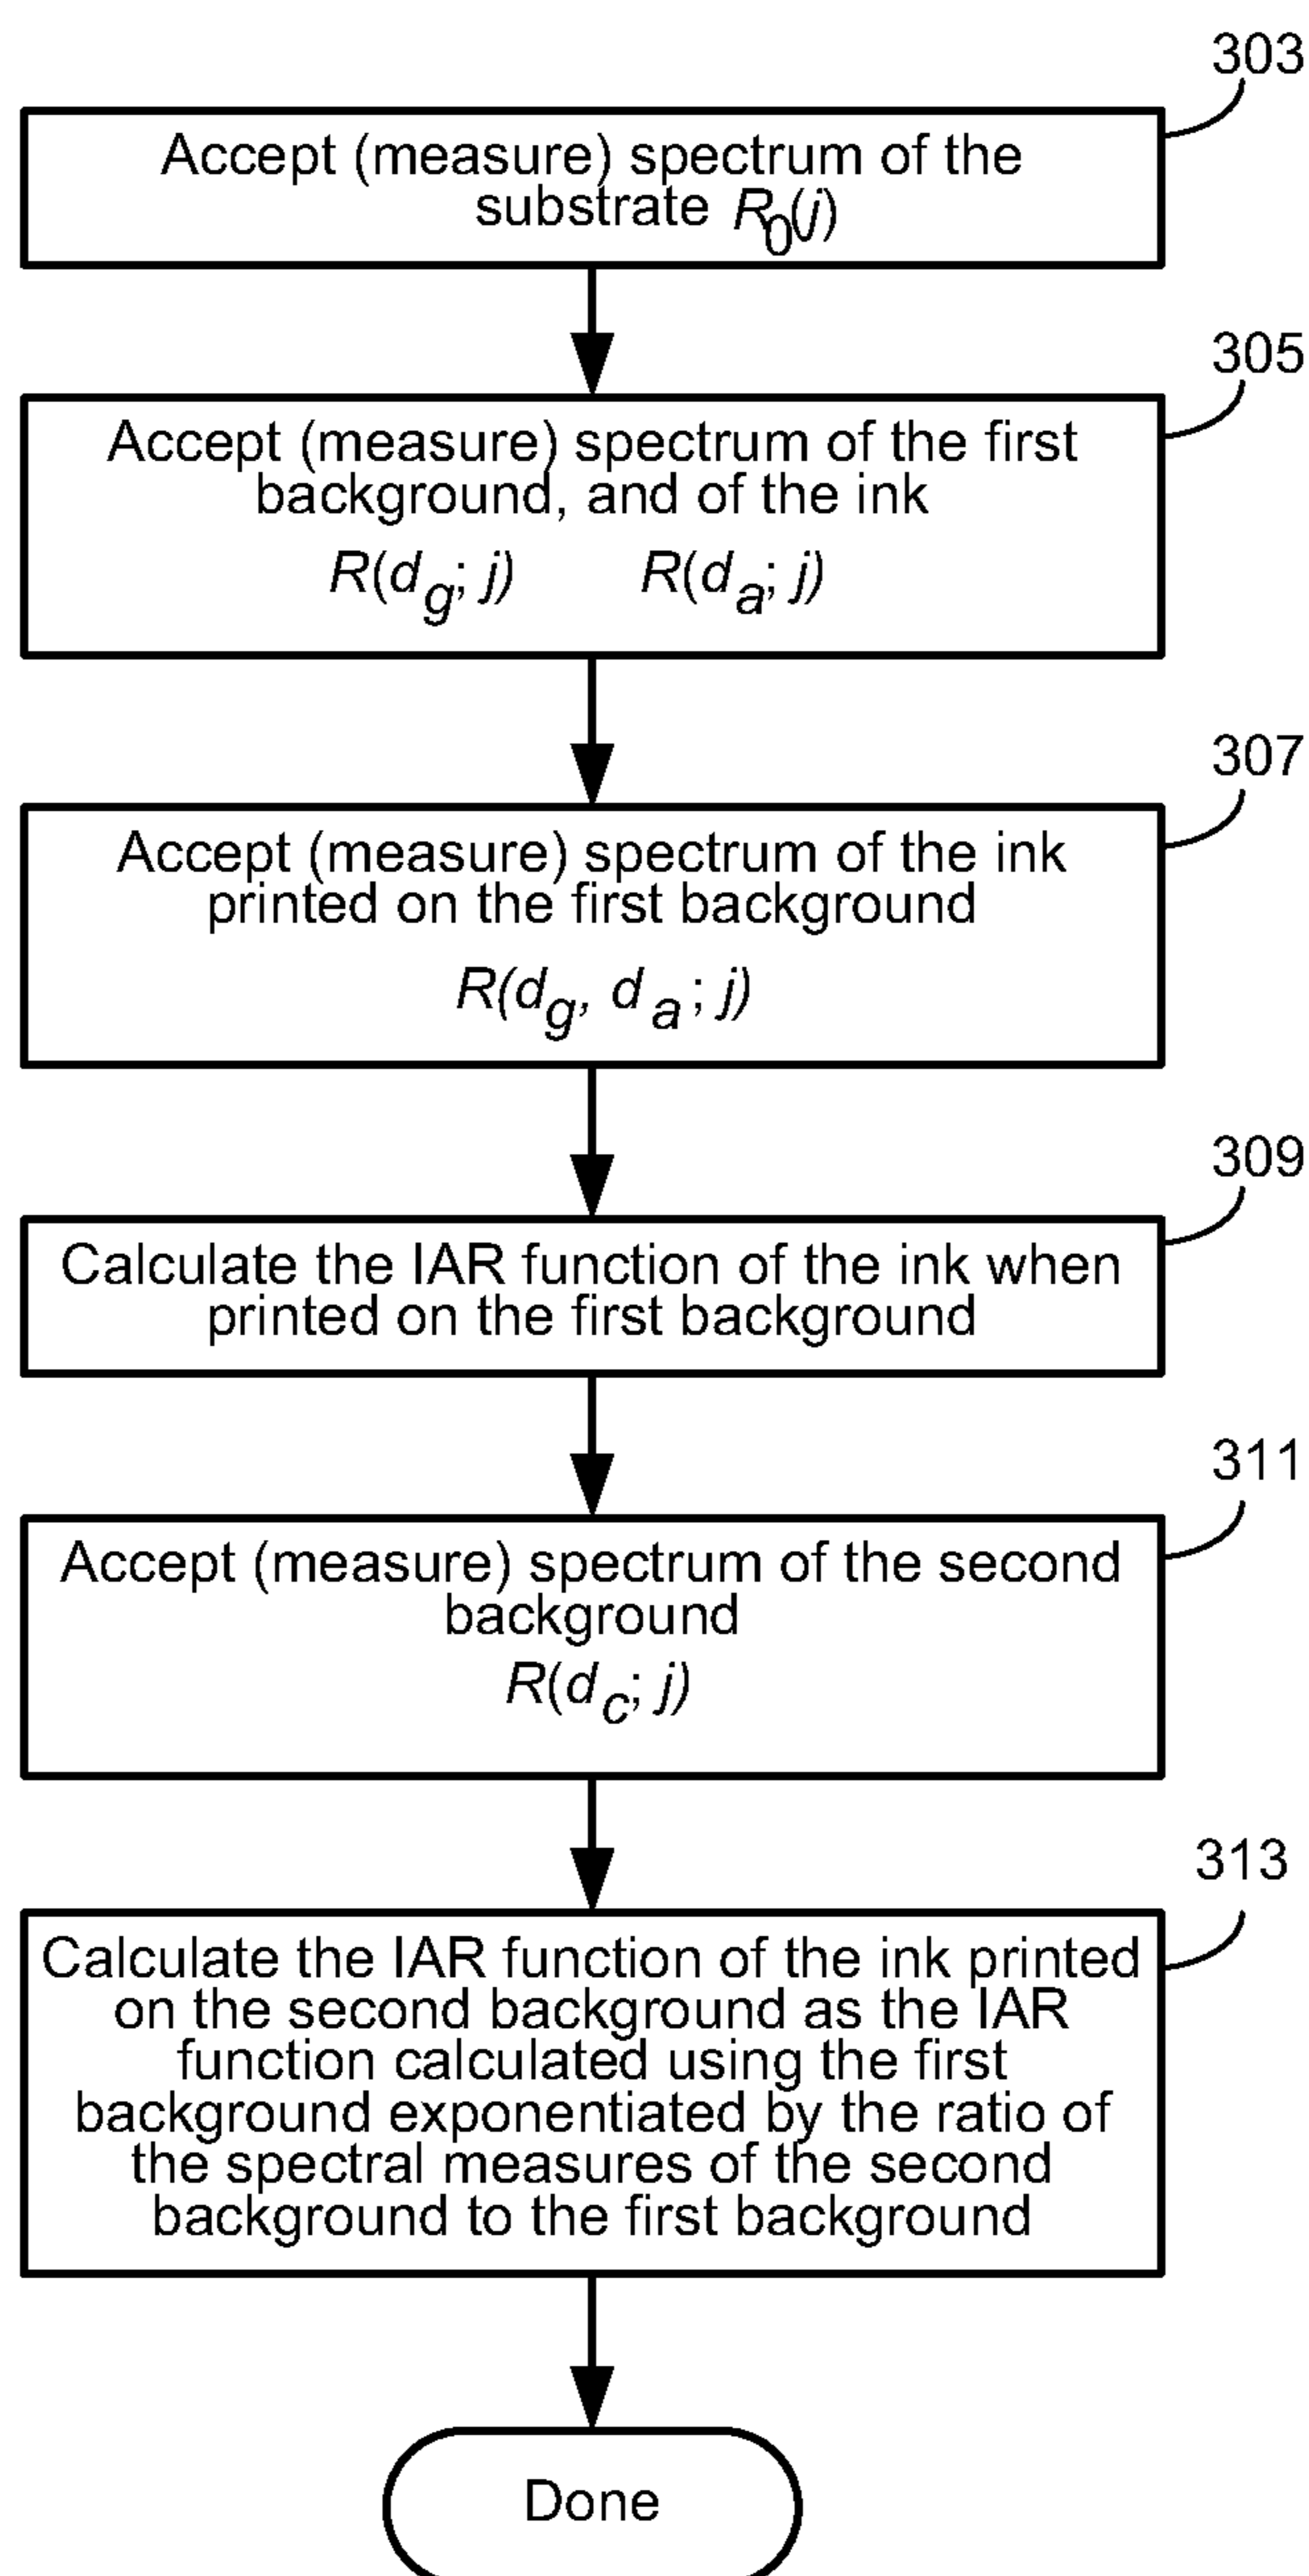 303
Accept (measure) spectrum of the
substrate R0(j)
305
Accept (measure) spectrum of the first
background, and of the ink
R(dg; j) R(da; j)
307
Accept (measure) spectrum of the ink
printed on the first background
R(dg, da; j)
309
Calculate the IAR function of the ink when
printed on the first background
311
Accept (measure) spectrum of the second
background
R(dc; j)
313
Calculate the IAR function of the ink printed
on the second background as the IAR
function calculated using the first
background exponentiated by the ratio of
the spectral measures of the second
background to the first background
Done